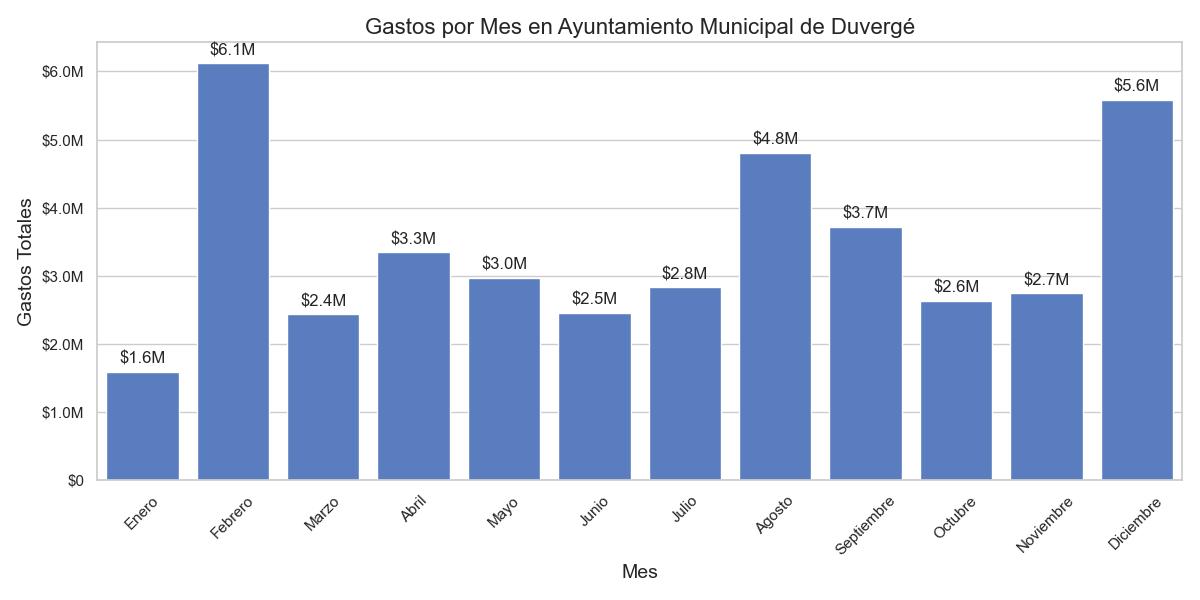 Gastos por Mes en Ayuntamiento Municipal de Duvergé
Gastos Totales
$6.0M
$5.0M
$4.0M
$3.0M
$2.0M
$1.0M
$0
$1.6M
$6.1M
$2.4M
$3.3M
$3.0M
$2.5M
$2.8M
$4.8M
$3.7M
$2.6M
$2.7M
$5.6M
Enero
Febrero
Marzo
Abril
Mayo
Junio
Julio
Agosto
Septiembre
Octubre
Noviembre
Diciembre
Mes